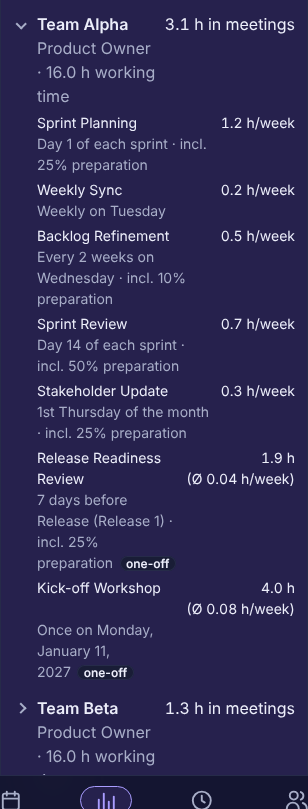 Team Alpha 3.1 h in meetings
Product Owner
· 16.0 h working
time
Sprint Planning 1.2 h/week
Day 1 of each sprint · incl.
25% preparation
Weekly Sync 0.2 h/week
Weekly on Tuesday
Backlog Refinement 0.5 h/week
Every 2 weeks on
Wednesday · incl. 10%
preparation
Sprint Review 0.7 h/week
Day 14 of each sprint ·
incl. 50% preparation
Stakeholder Update 0.3 h/week
1st Thursday of the month
· incl. 25% preparation
Release Readiness 1.9 h
Review (Ø 0.04 h/week)
7 days before
Release (Release 1) ·
incl. 25%
preparation one-off
Kick-off Workshop 4.0 h
(Ø 0.08 h/week)
Once on Monday,
January 11,
2027 one-off
Team Beta 1.3 h in meetings
Product Owner
· 16.0 h working